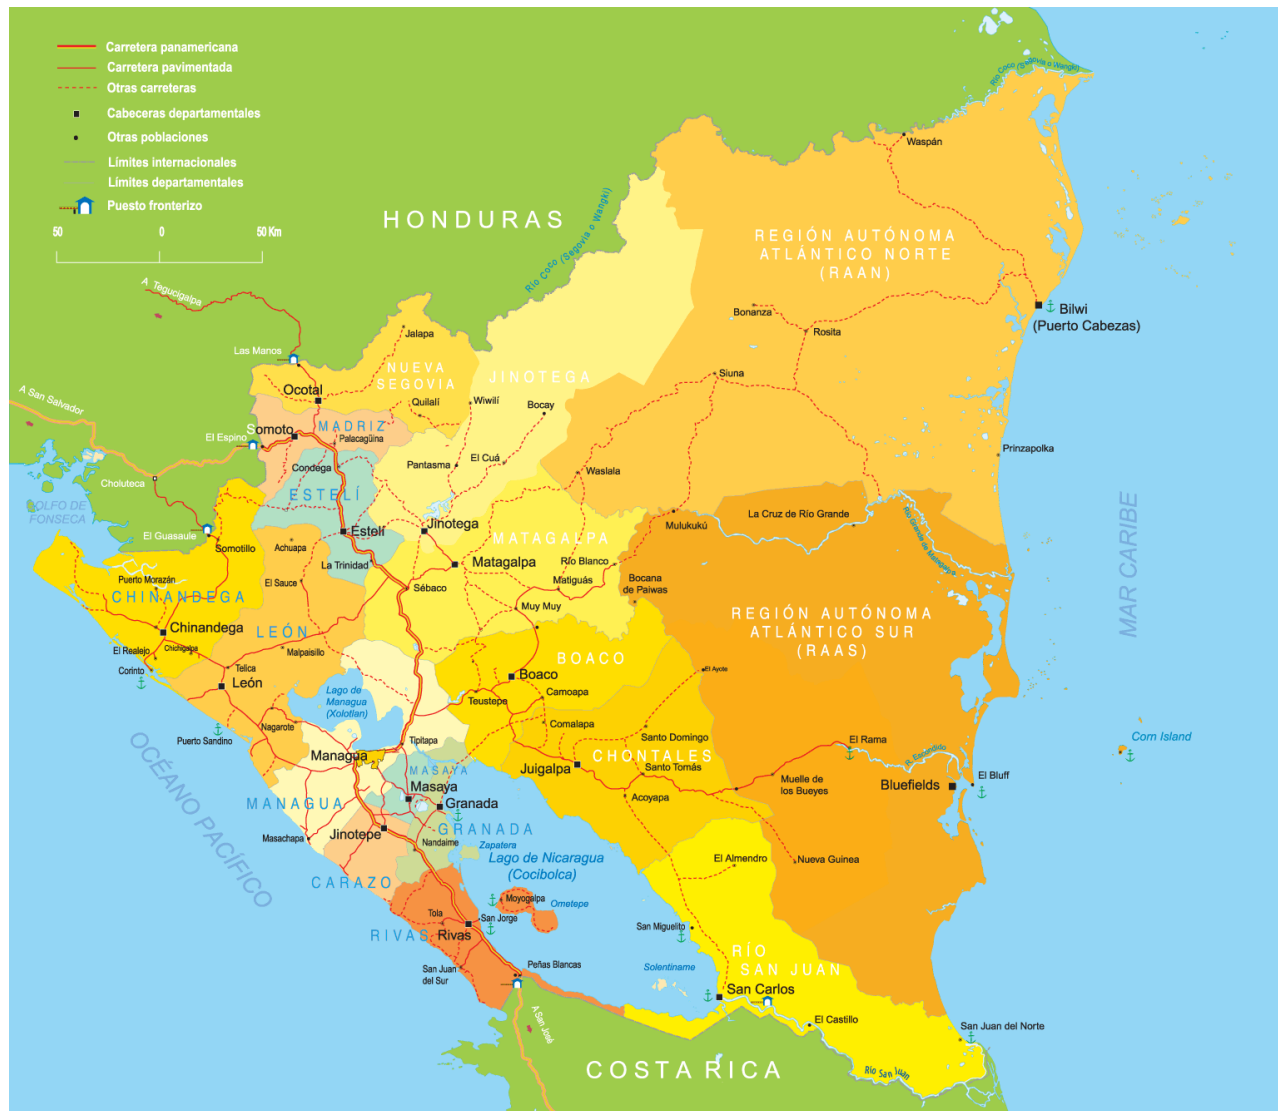 Carretera panamericana
Carretera pavimentada
Otras carreteras
Cabeceras departamentales
Otras poblaciones
Límites internacionales
Límites departamentales
Puesto fronterizo
50 0 50 Km
HONDURAS
Río Coco (Segovia o Wangki)
Río Coco (Segovia o Wangki)
Waspán
REGIÓN AUTÓNOMA
ATLÁNTICO NORTE
(RAAN)
A Tegucigalpa
Bonanza
Rosita
Bilwi
(Puerto Cabezas)
Las Manos
Jalapa
NUEVA
SEGOVIA
JINOTEGA
Siuna
Ocotal
A San Salvador
Quilalí
Wiwilí
Bocay
El Espino
Somoto
MADRIZ
Palacagüina
Prinzapolka
Condega
Pantasma
El Cuá
Waslala
Choluteca
ESTELÍ
GOLFO DE
FONSECA
El Guasaule
Somotillo
Achuapa
Estelí
Jinotega
MATAGALPA
Mulukukú
La Cruz de Río Grande
Río Grande de Matagalpa
MAR CARIBE
La Trinidad
Matagalpa
Río Blanco
Puerto Morazán
El Sauce
Sébaco
Matiguás
Bocana
de Paiwas
CHINANDEGA
Muy Muy
REGIÓN AUTÓNOMA
ATLÁNTICO SUR
(RAAS)
Chinandega
LEÓN
El Realejo
Chichigalpa
Malpaisillo
BOACO
Corinto
Telica
León
Boaco
El Ayote
Lago de
Managua
(Xolotlan)
Teustepe
Camoapa
Nagarote
Comalapa
Puerto Sandino
Tipitapa
Santo Domingo
El Rama
Corn Island
Managua
CHONTALES
R. Escondido
MASAYA
Juigalpa
Santo Tomás
Muelle de
los Bueyes
El Bluff
Bluefields
OCÉANO PACÍFICO
MANAGUA
Masaya
Granada
Acoyapa
Masachapa
Jinotepe
GRANADA
Nandaime
Zapatera
Lago de Nicaragua
(Cocibolca)
El Almendro
Nueva Guinea
CARAZO
Moyogalpa
Ometepe
Tola
San Jorge
RIVAS
Rivas
San Miguelito
San Juan
del Sur
Peñas Blancas
Solentiname
RÍO
SAN JUAN
San Carlos
A San José
El Castillo
San Juan del Norte
COSTA RICA
Río San Juan